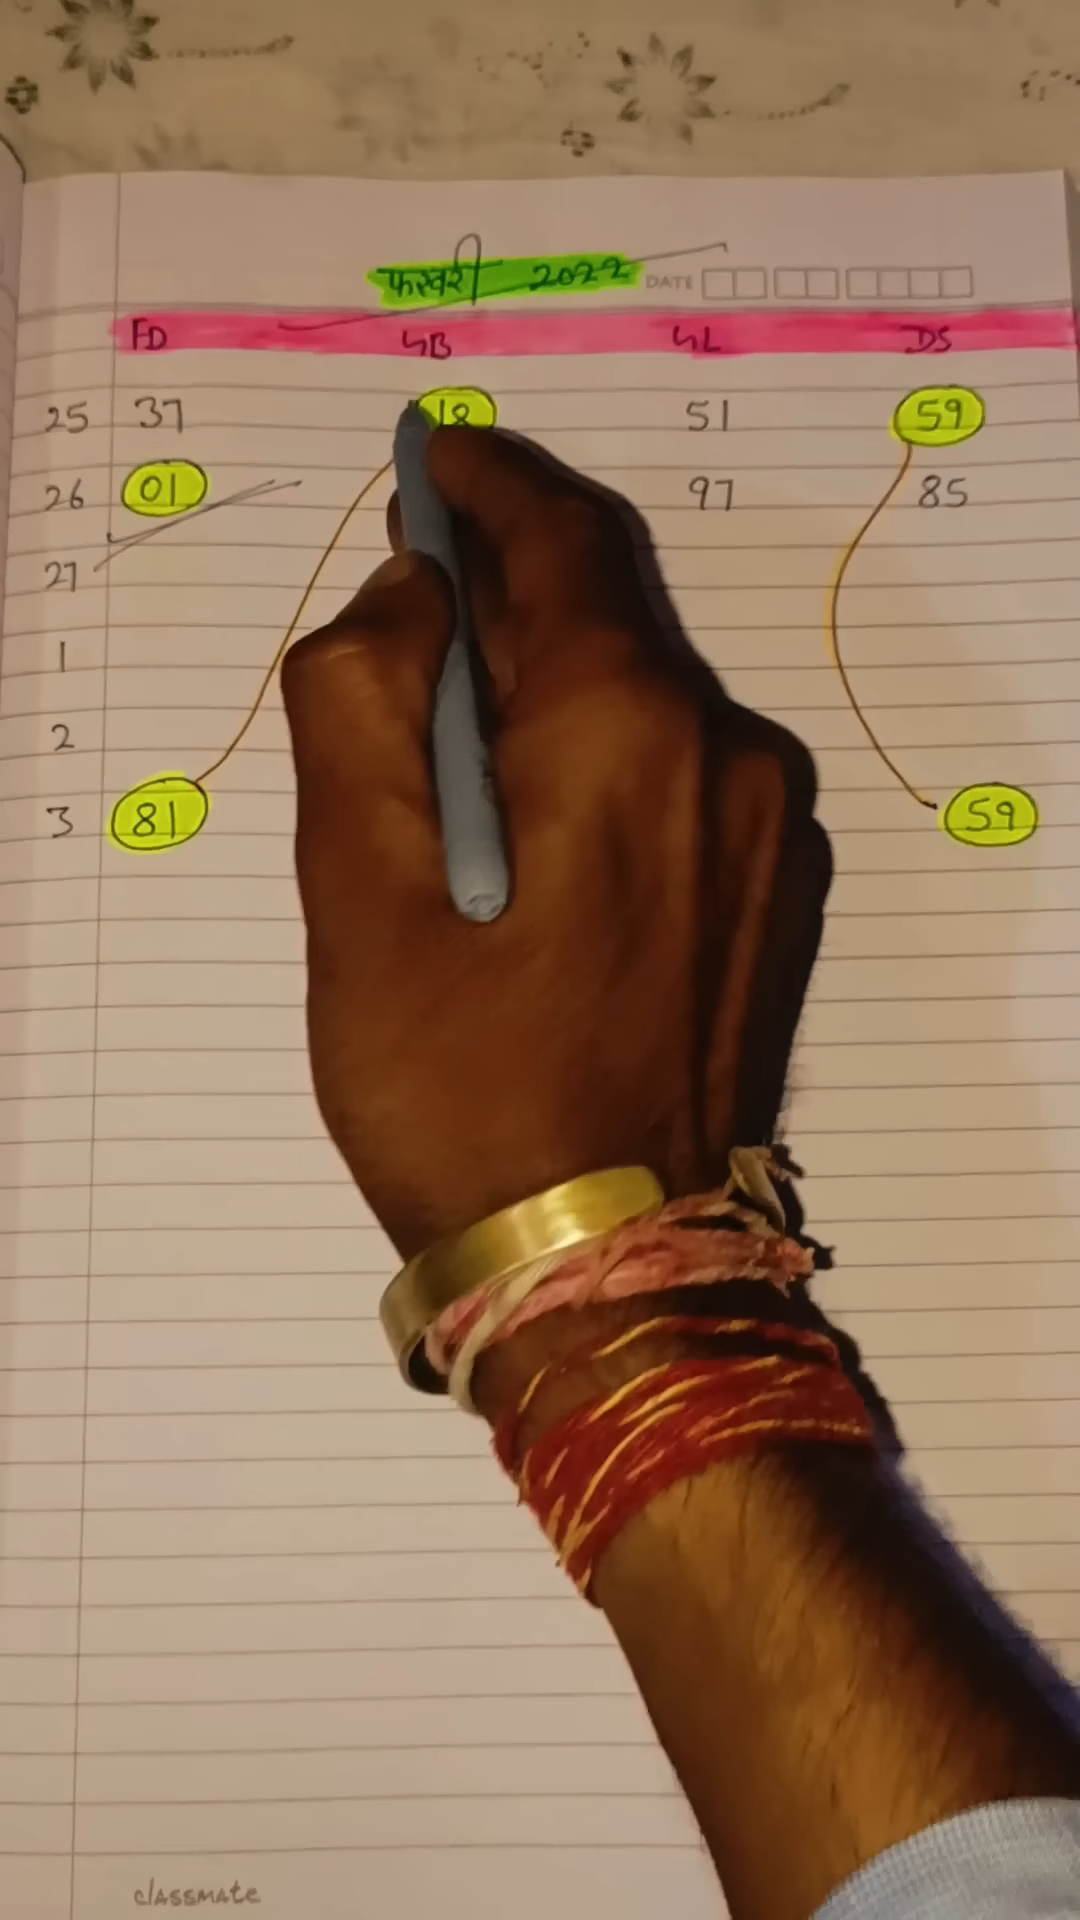 फरवरी 2022 DATE
FD GB GL DS
25 37 18 51 59
26 01 97 85
27
1
2
3 81 59
classmate